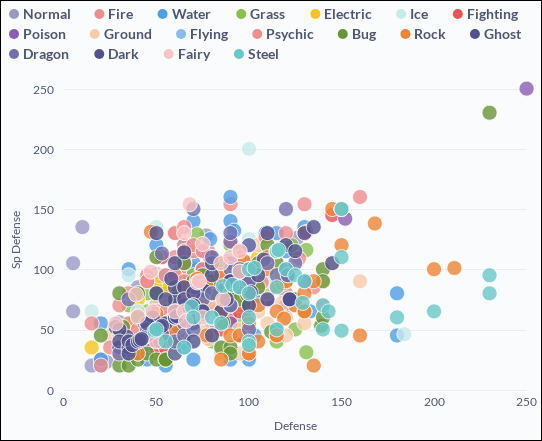 Normal Fire Water Grass Electric Ice Fighting
Poison Ground Flying Psychic Bug Rock Ghost
Dragon Dark Fairy Steel
250
200
150
100
50
0
Sp Defense
0 50 100 150 200 250
Defense